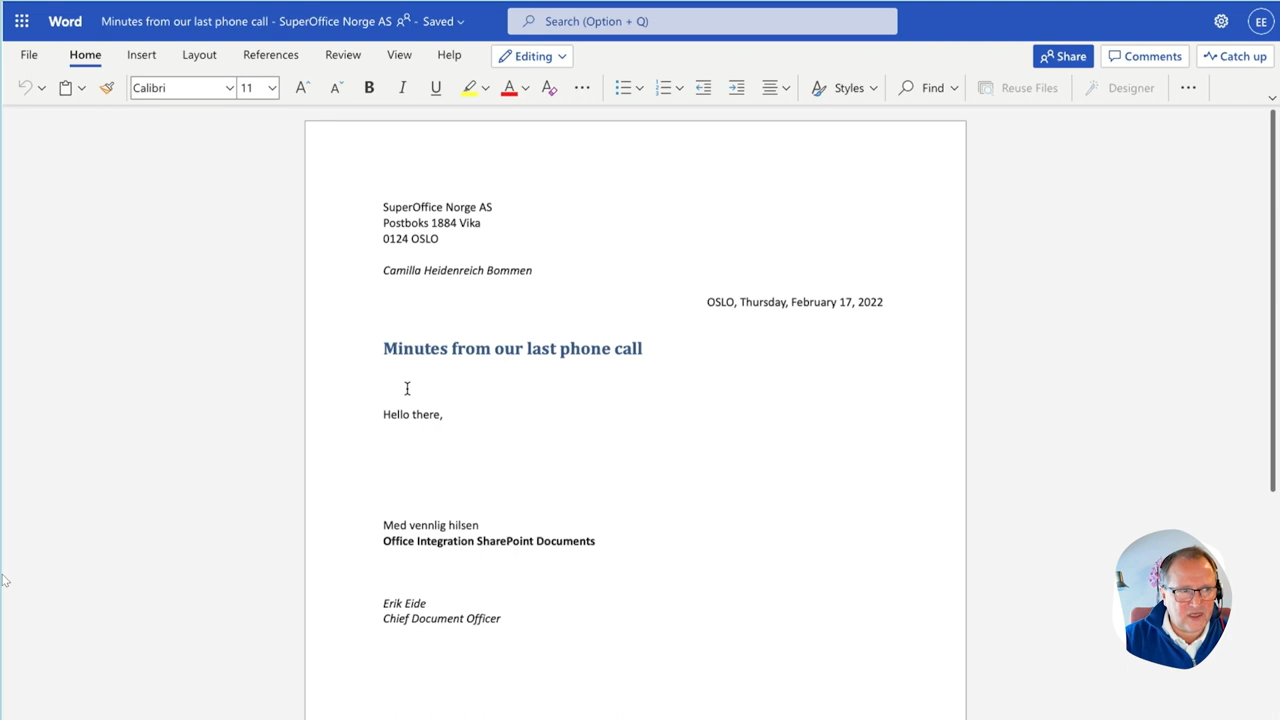 Word Minutes from our last phone call - SuperOffice Norge AS - Saved Search (Option + Q) EE
File Home Insert Layout References Review View Help Editing Share Comments Catch up
Calibri 11 A A B I U A A Styles Find Reuse Files Designer
SuperOffice Norge AS
Postboks 1884 Vika
0124 OSLO
Camilla Heidenreich Bommen
OSLO, Thursday, February 17, 2022
Minutes from our last phone call
Hello there,
Med vennlig hilsen
Office Integration SharePoint Documents
Erik Eide
Chief Document Officer